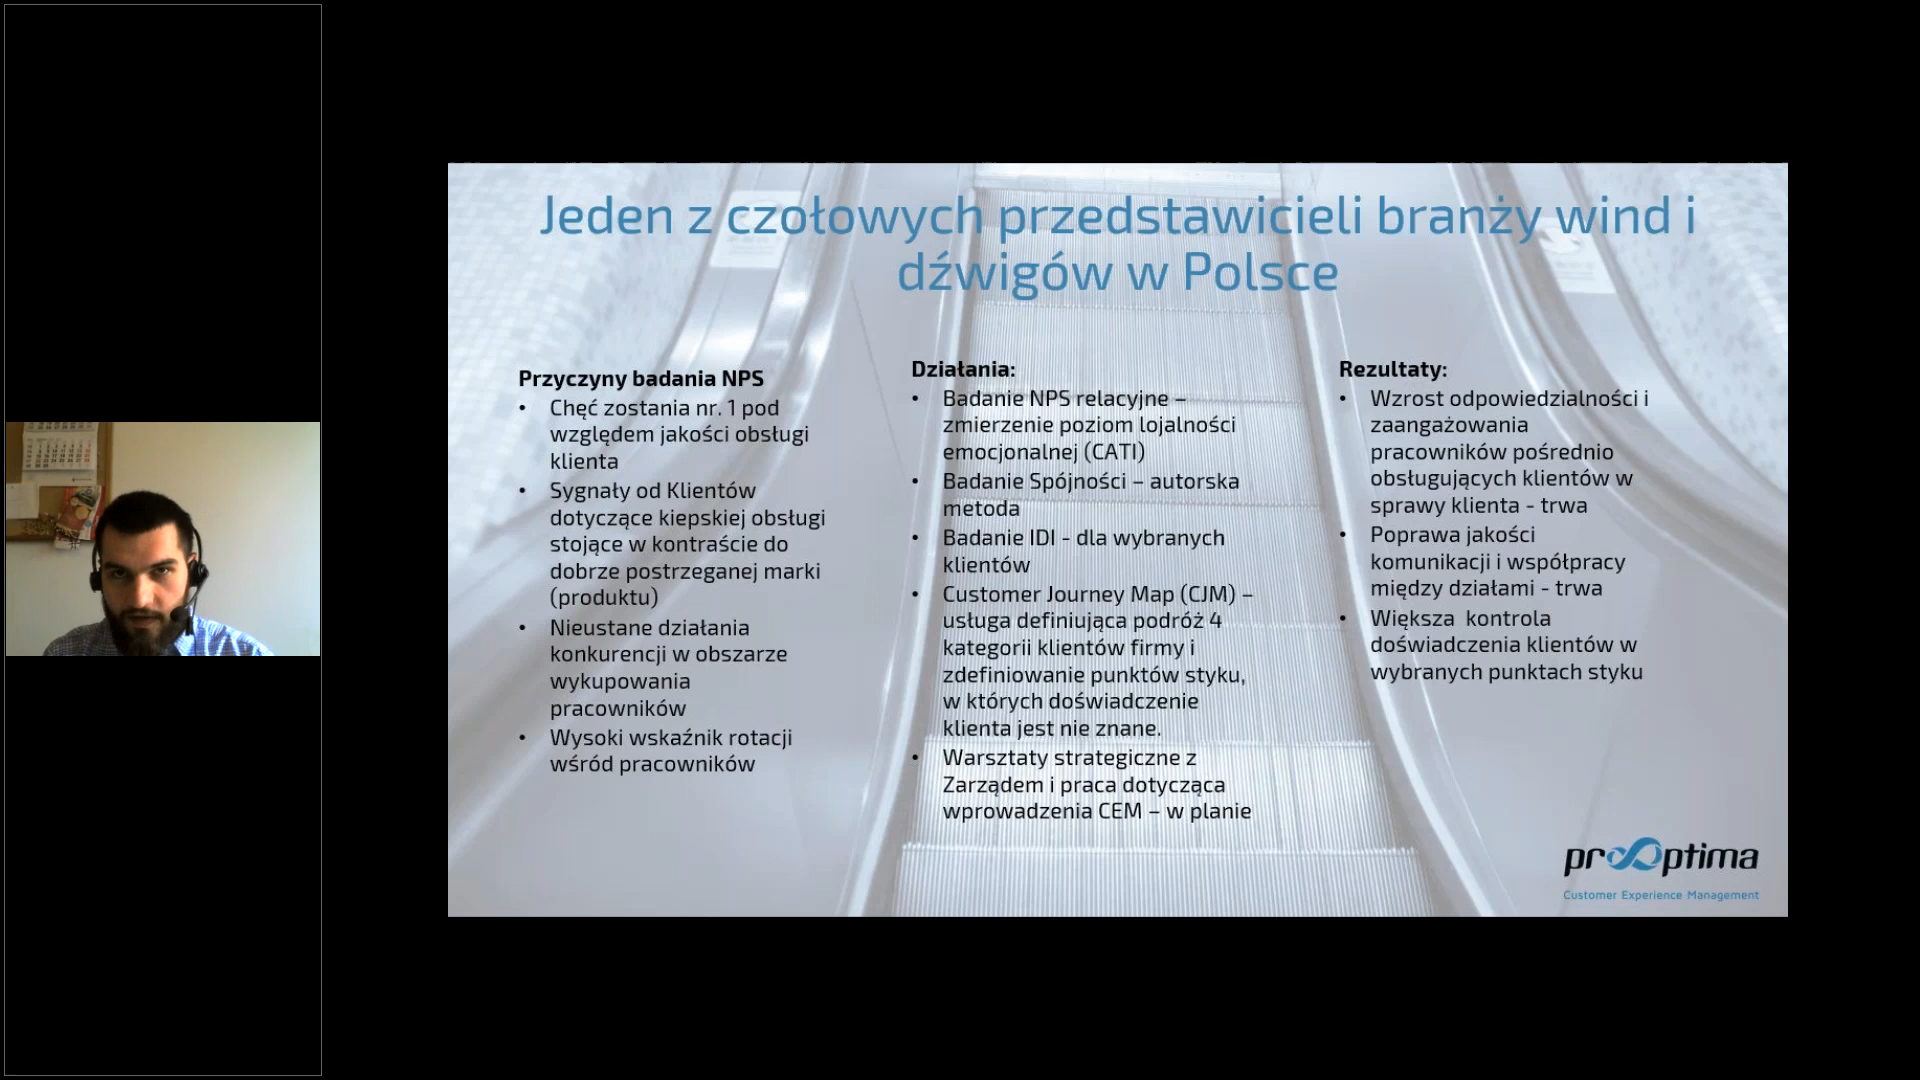 Jeden z czołowych przedstawicieli branży wind i
dźwigów w Polsce
Przyczyny badania NPS
• Chęć zostania nr. 1 pod
względem jakości obsługi
klienta
• Sygnały od Klientów
dotyczące kiepskiej obsługi
stojące w kontraście do
dobrze postrzeganej marki
(produktu)
• Nieustane działania
konkurencji w obszarze
wykupowania
pracowników
• Wysoki wskaźnik rotacji
wśród pracowników
Działania:
• Badanie NPS relacyjne –
zmierzenie poziom lojalności
emocjonalnej (CATI)
• Badanie Spójności – autorska
metoda
• Badanie IDI - dla wybranych
klientów
• Customer Journey Map (CJM) –
usługa definiująca podróż 4
kategorii klientów firmy i
zdefiniowanie punktów styku,
w których doświadczenie
klienta jest nie znane.
• Warsztaty strategiczne z
Zarządem i praca dotycząca
wprowadzenia CEM – w planie
Rezultaty:
• Wzrost odpowiedzialności i
zaangażowania
pracowników pośrednio
obsługujących klientów w
sprawy klienta - trwa
• Poprawa jakości
komunikacji i współpracy
między działami - trwa
• Większa  kontrola
doświadczenia klientów w
wybranych punktach styku
prooptima
Customer Experience Management